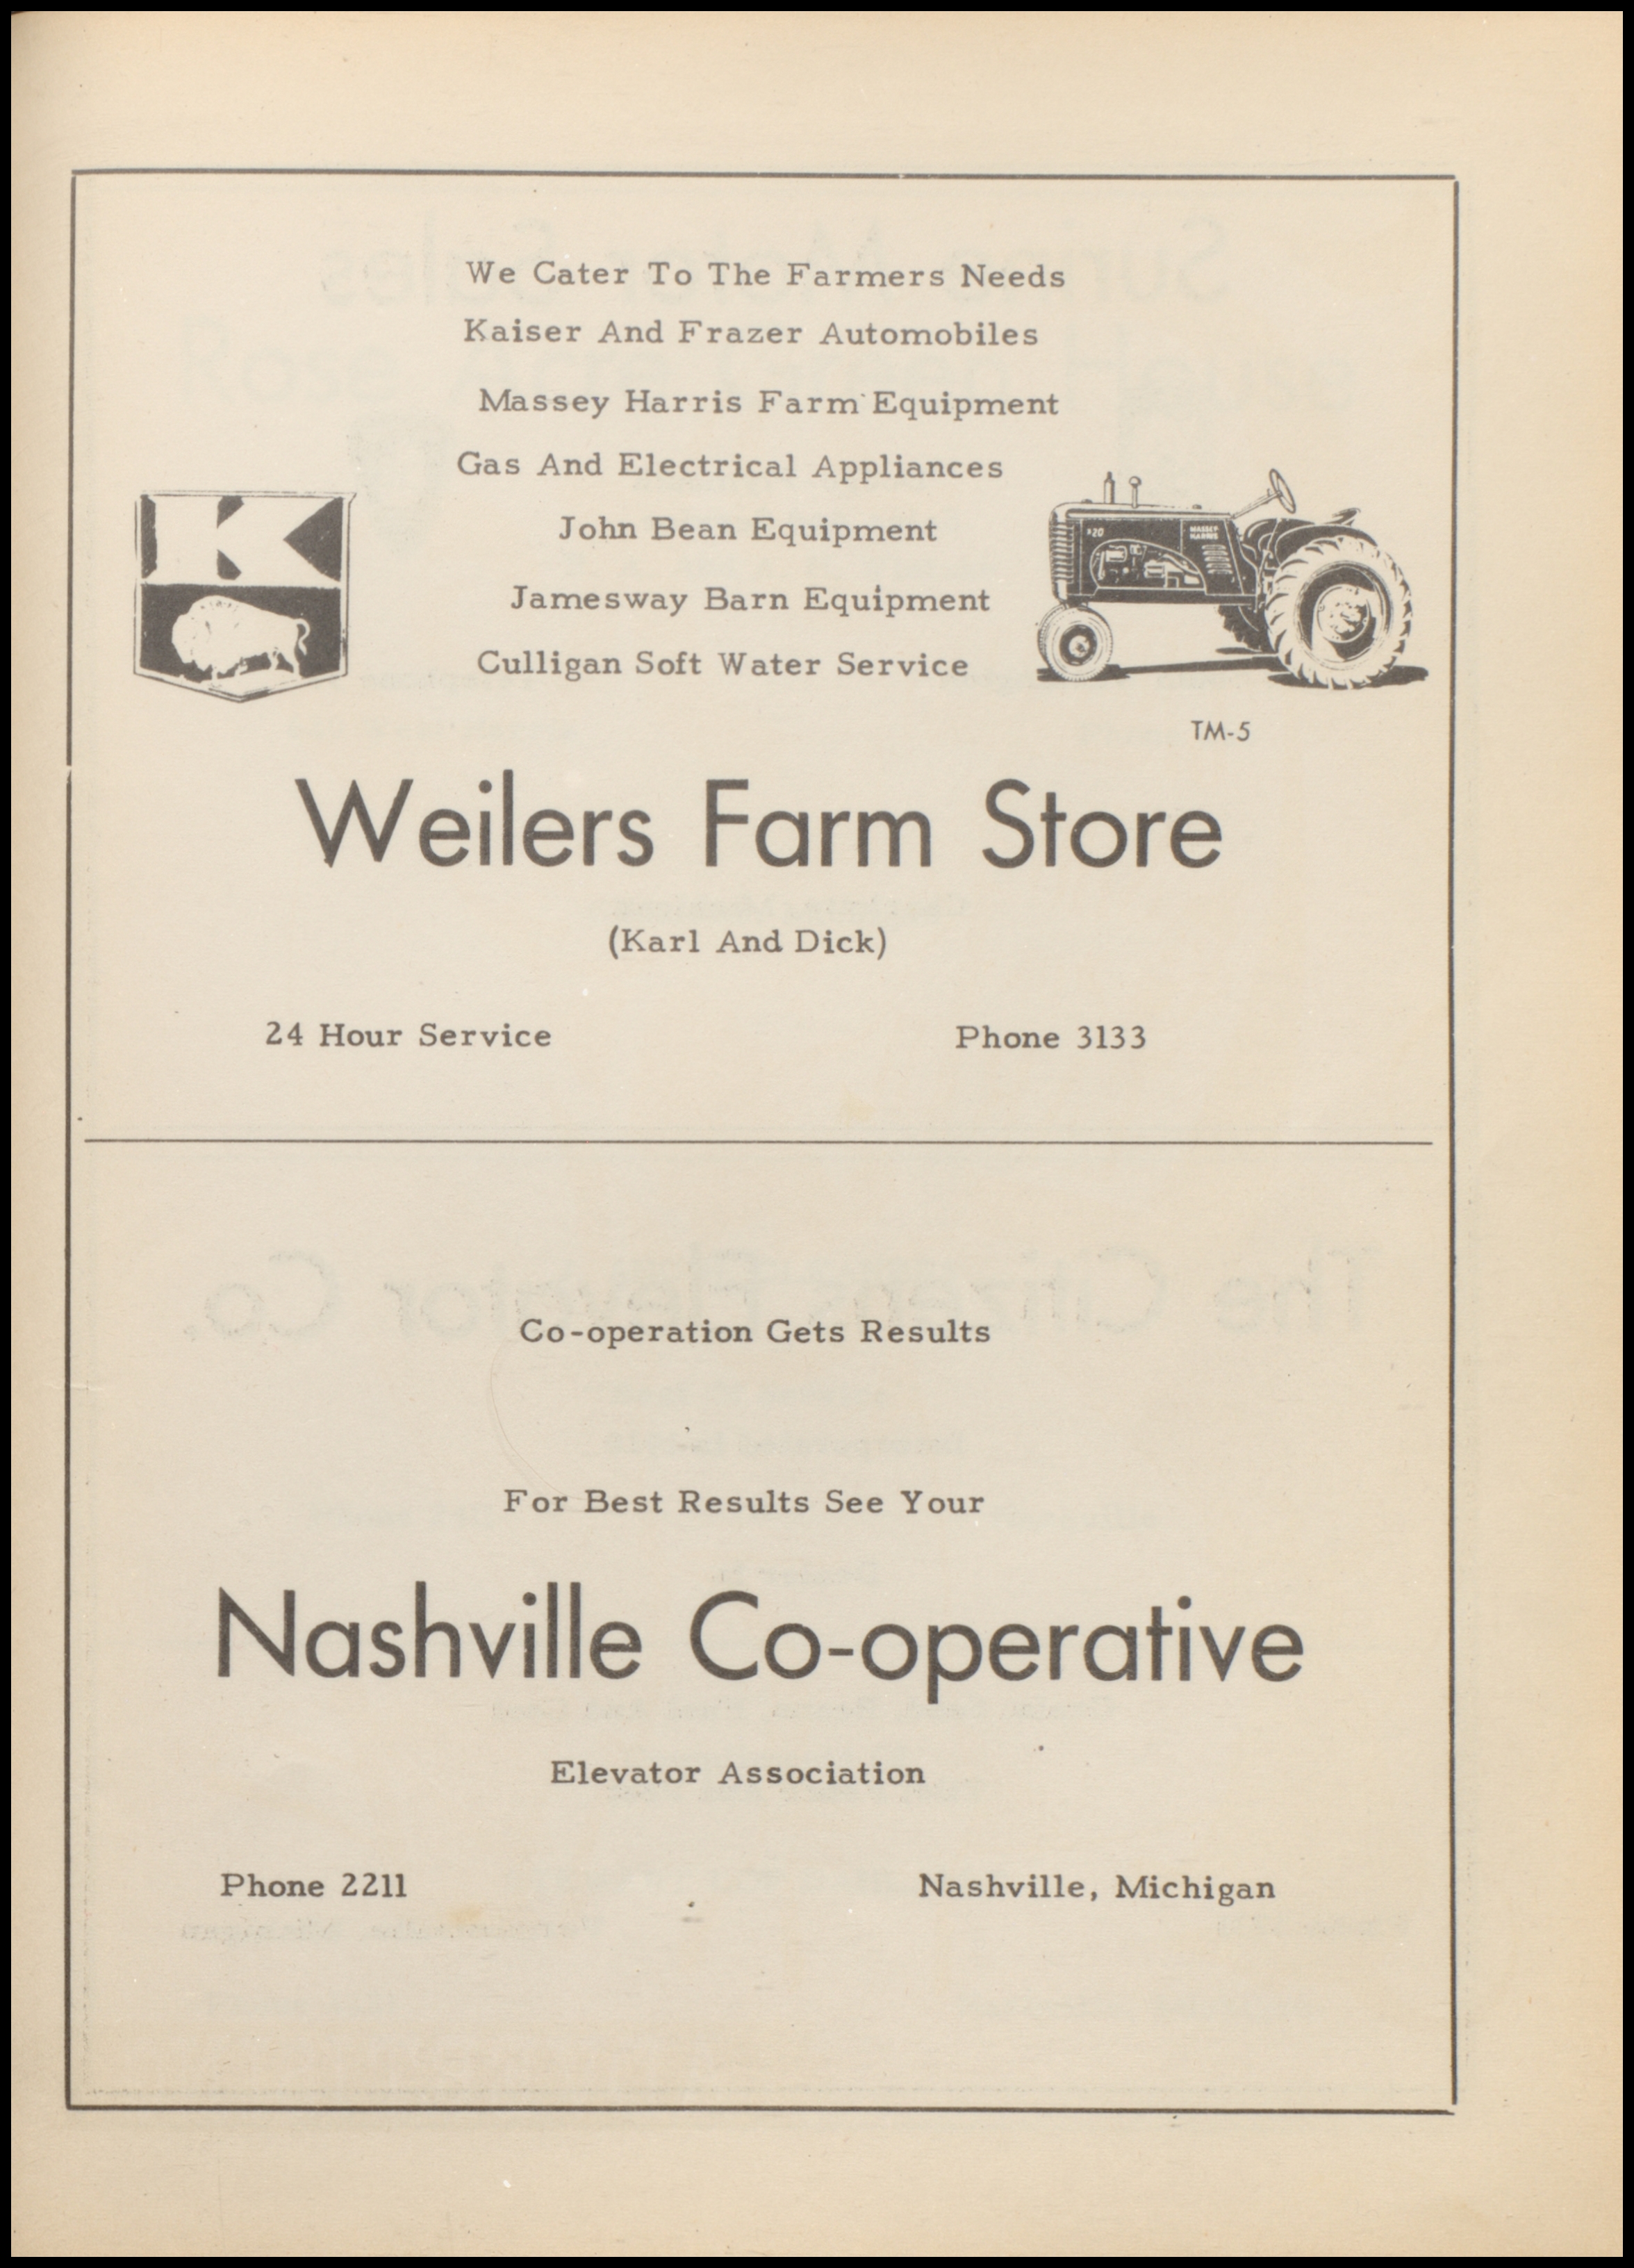 We Cater To The Farmers Needs
Kaiser And Frazer Automobiles
Massey Harris Farm Equipment
Gas And Electrical Appliances
John Bean Equipment
Jamesway Barn Equipment
Culligan Soft Water Service
K
20
MASSEY
HARRIS
TM-5
Weilers Farm Store
(Karl And Dick)
24 Hour Service Phone 3133
Co-operation Gets Results
For Best Results See Your
Nashville Co-operative
Elevator Association
Phone 2211 Nashville, Michigan